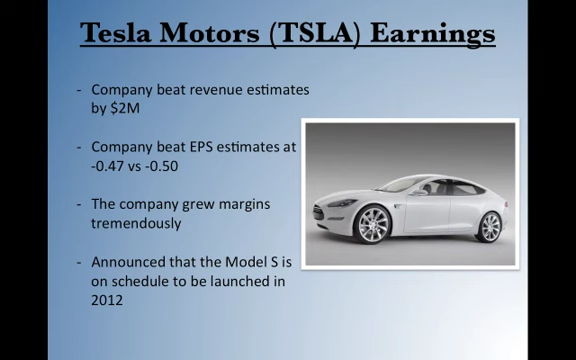 Tesla Motors (TSLA) Earnings
- Company beat revenue estimates
by $2M
- Company beat EPS estimates at
-0.47 vs -0.50
- The company grew margins
tremendously
- Announced that the Model S is
on schedule to be launched in
2012